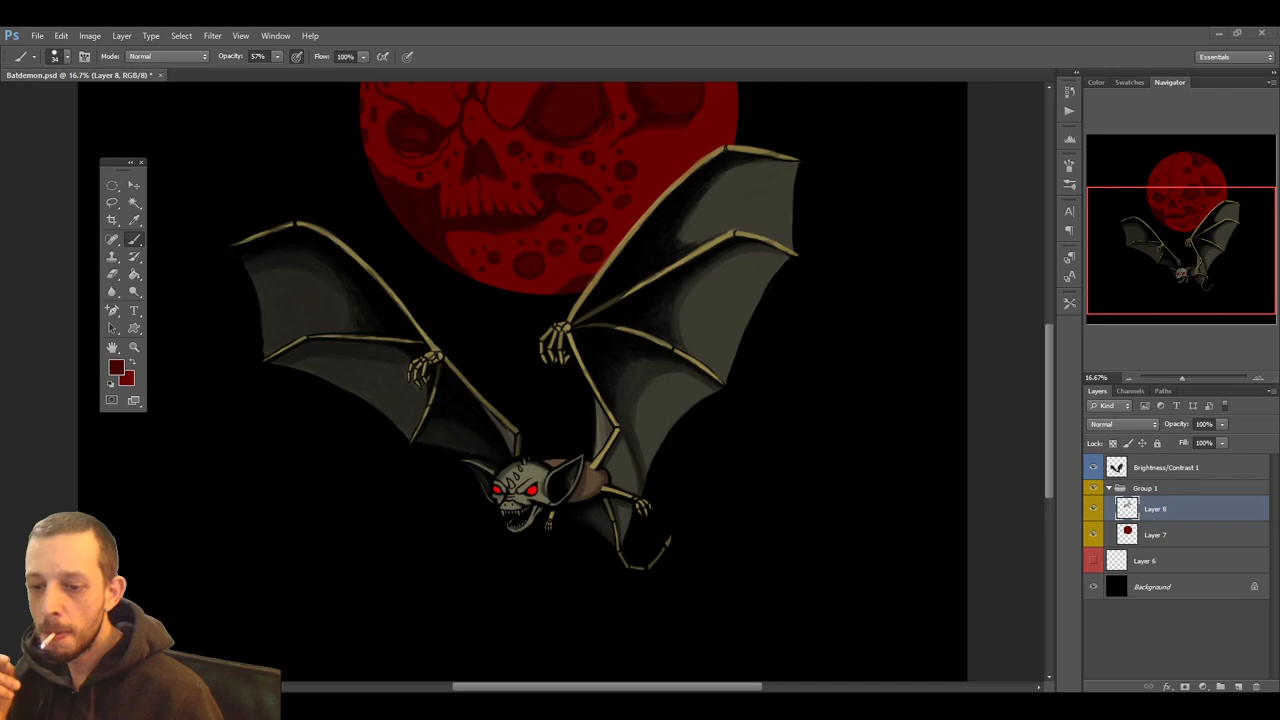 Ps File Edit Image Layer Type Select Filter View Window Help
34 Mode: Normal Opacity: 57% Flow: 100% Essentials
Batdemon.psd @ 16.7% (Layer 8, RGB/8) * ×
Color Swatches Navigator
16.67%
Layers Channels Paths
Kind
Normal Opacity: 100%
Lock: Fill: 100%
Brightness/Contrast 1
Group 1
Layer 8
Layer 7
Layer 6
Background